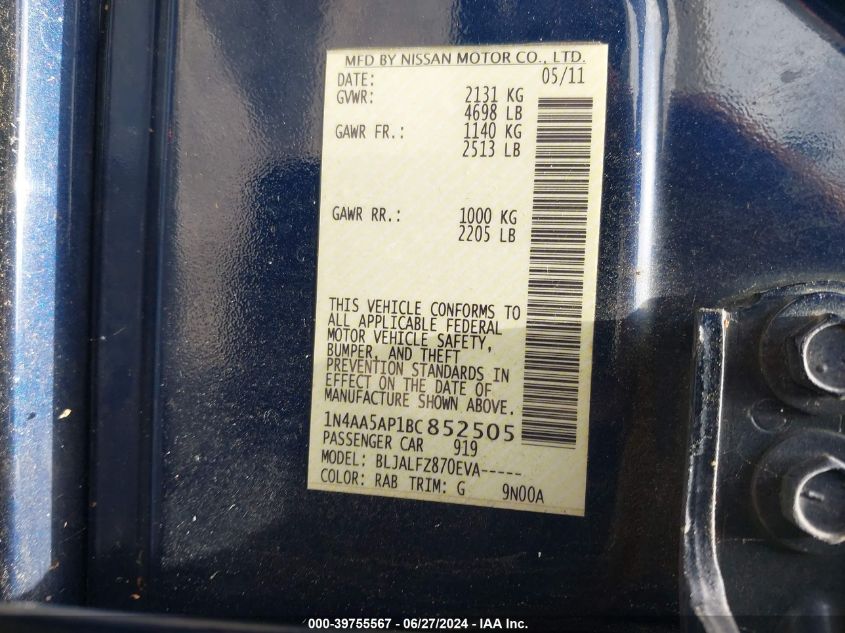 MFD BY NISSAN MOTOR CO., LTD.
DATE: 05/11
GVWR: 2131 KG
4698 LB
GAWR FR.: 1140 KG
2513 LB
GAWR RR.: 1000 KG
2205 LB
THIS VEHICLE CONFORMS TO
ALL APPLICABLE FEDERAL
MOTOR VEHICLE SAFETY,
BUMPER, AND THEFT
PREVENTION STANDARDS IN
EFFECT ON THE DATE OF
MANUFACTURE SHOWN ABOVE.
1N4AA5AP1BC852505
PASSENGER CAR 919
MODEL: BLJALFZ870EVA-----
COLOR: RAB TRIM: G 9N00A
000-39755567 / 06/27/2024 / IAA Inc.